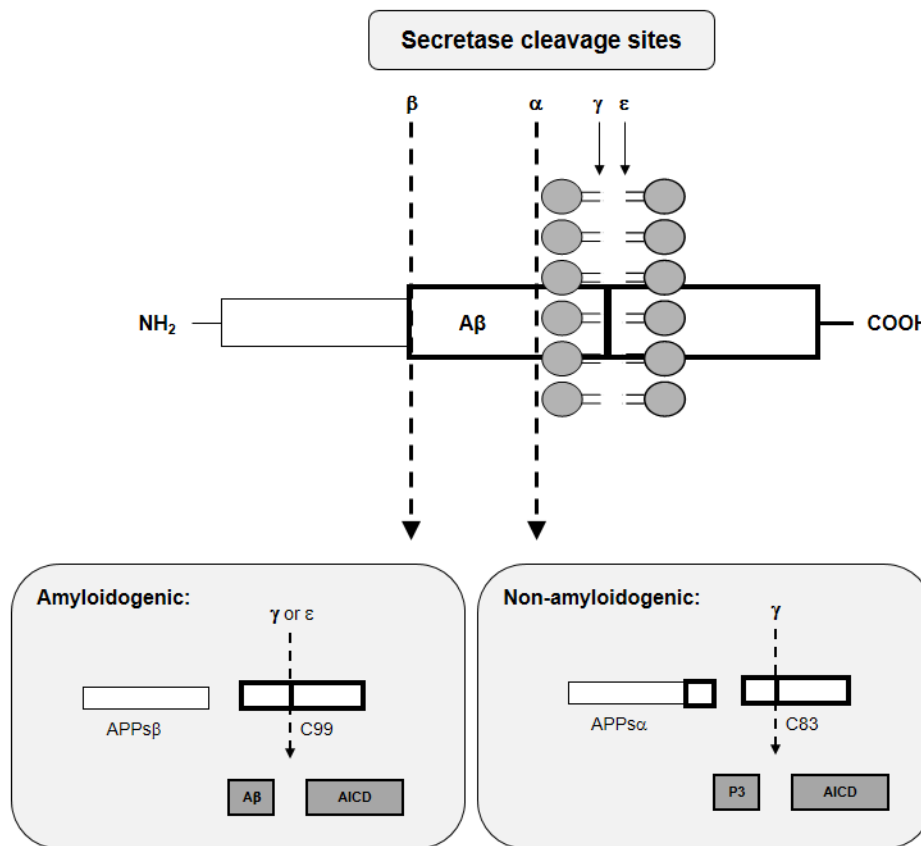 Secretase cleavage sites
β α γ ε
NH₂ Aβ COOH
Amyloidogenic:
γ or ε
APPsβ C99
Aβ AICD
Non-amyloidogenic:
γ
APPsα C83
P3 AICD